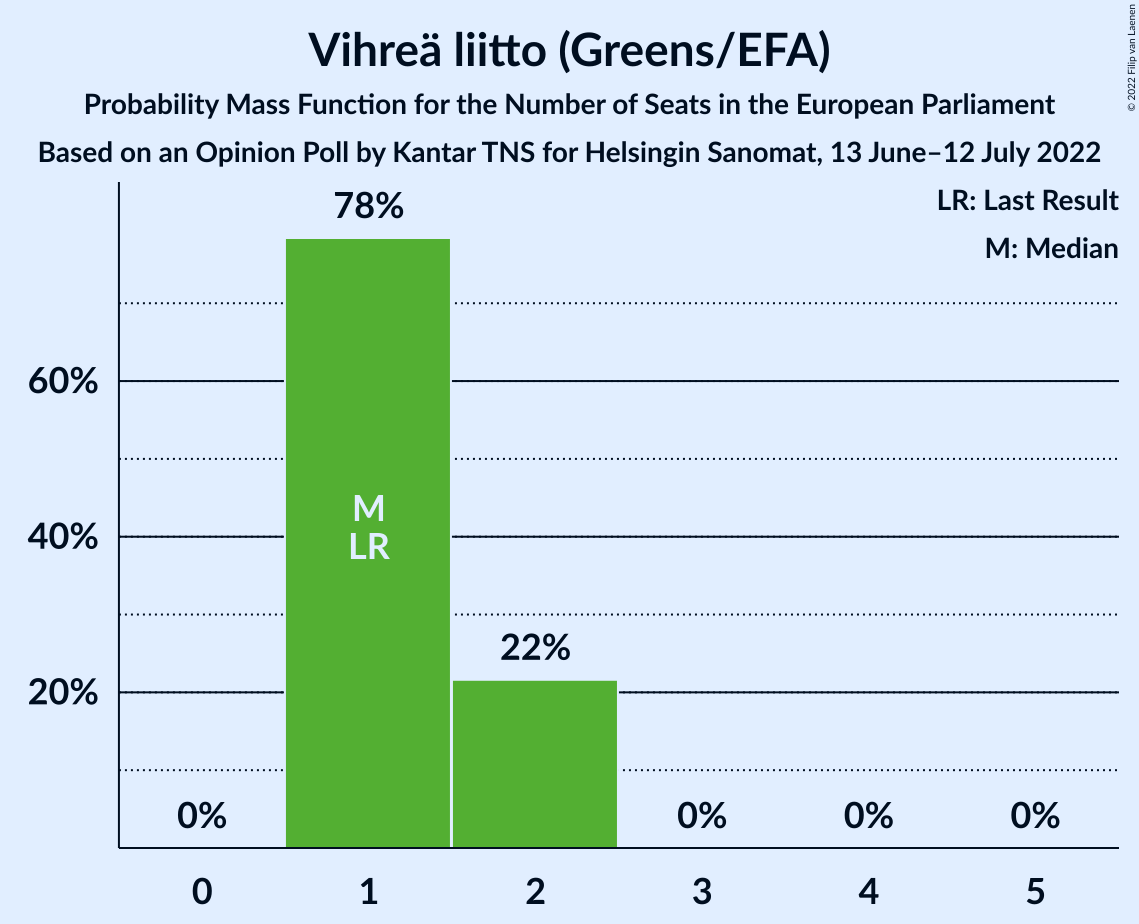 Vihreä liitto (Greens/EFA)
Probability Mass Function for the Number of Seats in the European Parliament
Based on an Opinion Poll by Kantar TNS for Helsingin Sanomat, 13 June–12 July 2022
© 2022 Filip van Laenen
LR: Last Result
M: Median
78%
60%
M
40%
LR
22%
20%
0%
0%
0%
0%
0
1
2
3
4
5